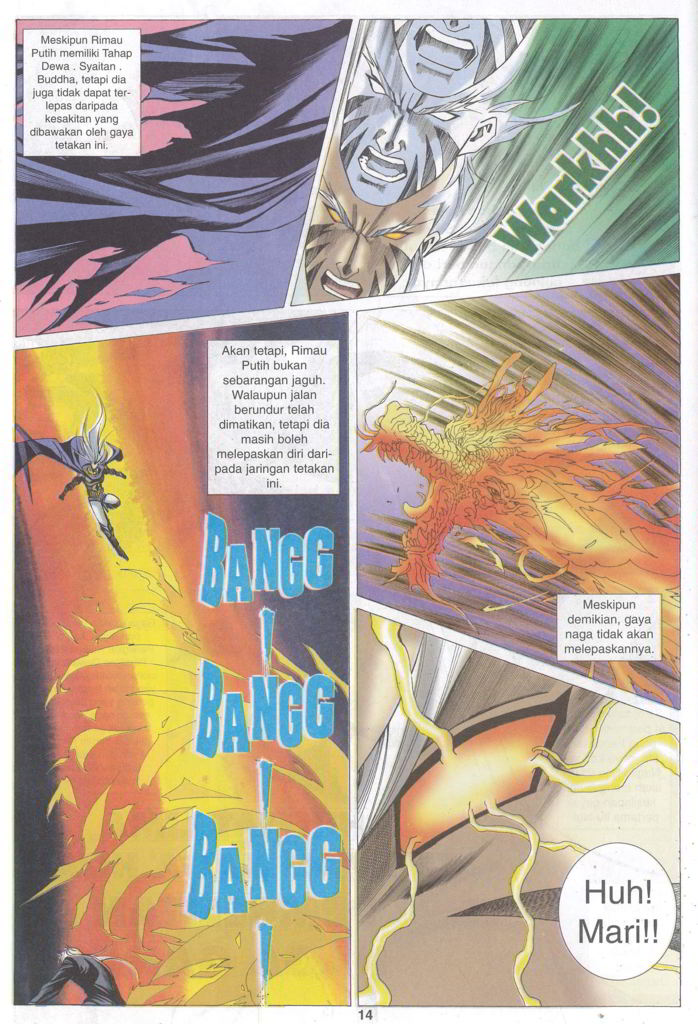 Meskipun Rimau
Putih memiliki Tahap
Dewa . Syaitan .
Buddha, tetapi dia
juga tidak dapat ter-
lepas daripada
kesakitan yang
dibawakan oleh gaya
tetakan ini.
Warkhh!
Akan tetapi, Rimau
Putih bukan
sebarangan jaguh.
Walaupun jalan
berundur telah
dimatikan, tetapi dia
masih boleh
melepaskan diri dari-
pada jaringan tetakan
ini.
BANGG
!
BANGG
!
BANGG
!
Meskipun
demikian, gaya
naga tidak akan
melepaskannya.
Huh!
Mari!!
14